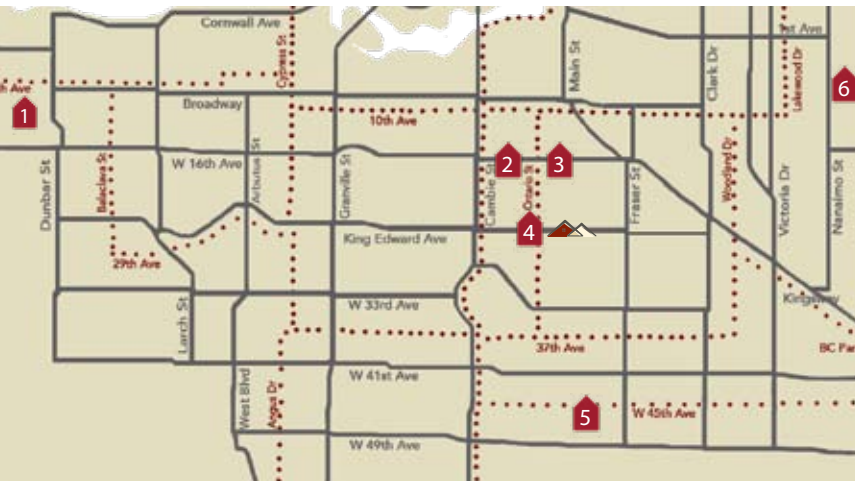 Cornwall Ave
Cypress St
Main St
1st Ave
Clark Dr
Lakewood Dr
6
h Ave
1
Broadway
10th Ave
Dunbar St
Balaclava St
W 16th Ave
Arbutus St
Granville St
Cambie St
2
Ontario St
3
Fraser St
Woodland Dr
Victoria Dr
Nanaimo St
4
King Edward Ave
29th Ave
Larch St
W 33rd Ave
Kingsway
37th Ave
BC Par
West Blvd
Angus Dr
W 41st Ave
5
W 45th Ave
W 49th Ave